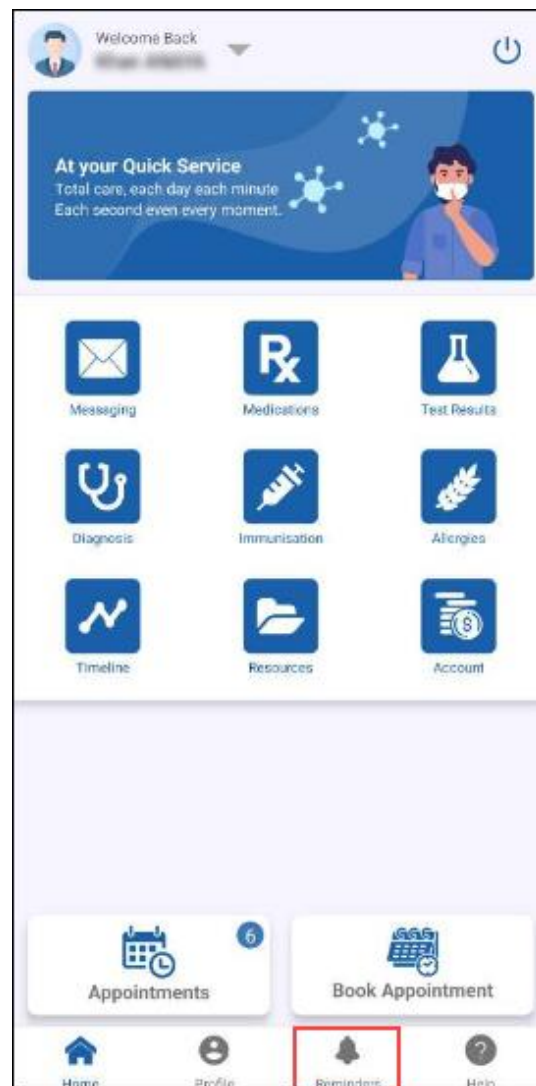 Welcome Back
At your Quick Service
Total care, each day each minute
Each second even every moment.
Messaging
Medications
Test Results
Diagnosis
Immunisation
Allergies
Timeline
Resources
Account
6
Appointments
Book Appointment
Home
Profile
Reminders
Help